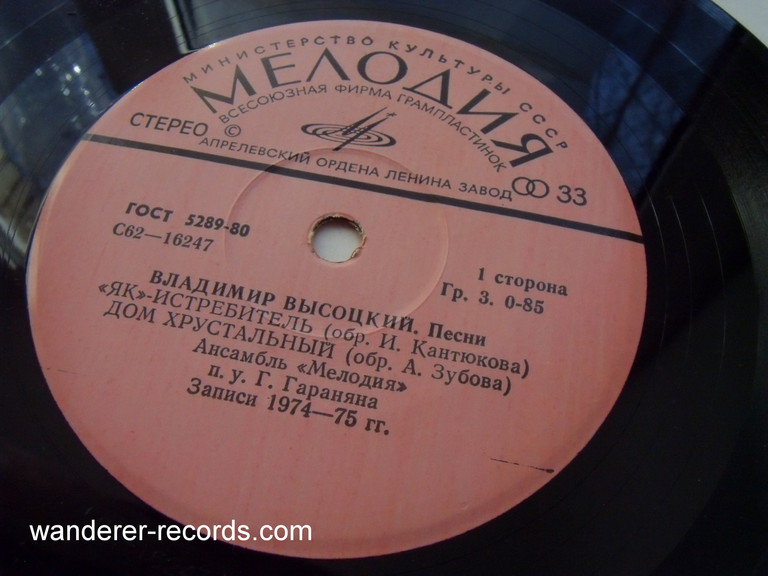 МИНИСТЕРСТВО КУЛЬТУРЫ СССР
МЕЛОДИЯ
ВСЕСОЮЗНАЯ ФИРМА ГРАМПЛАСТИНОК
СТЕРЕО ©
АПРЕЛЕВСКИЙ ОРДЕНА ЛЕНИНА ЗАВОД
33
ГОСТ 5289-80
С62—16247
1 сторона
Гр. 3. 0-85
ВЛАДИМИР ВЫСОЦКИЙ. Песни
«ЯК»-ИСТРЕБИТЕЛЬ (обр. И. Кантюкова)
ДОМ ХРУСТАЛЬНЫЙ (обр. А. Зубова)
Ансамбль «Мелодия»
п. у. Г. Гараняна
Записи 1974—75 гг.
wanderer-records.com